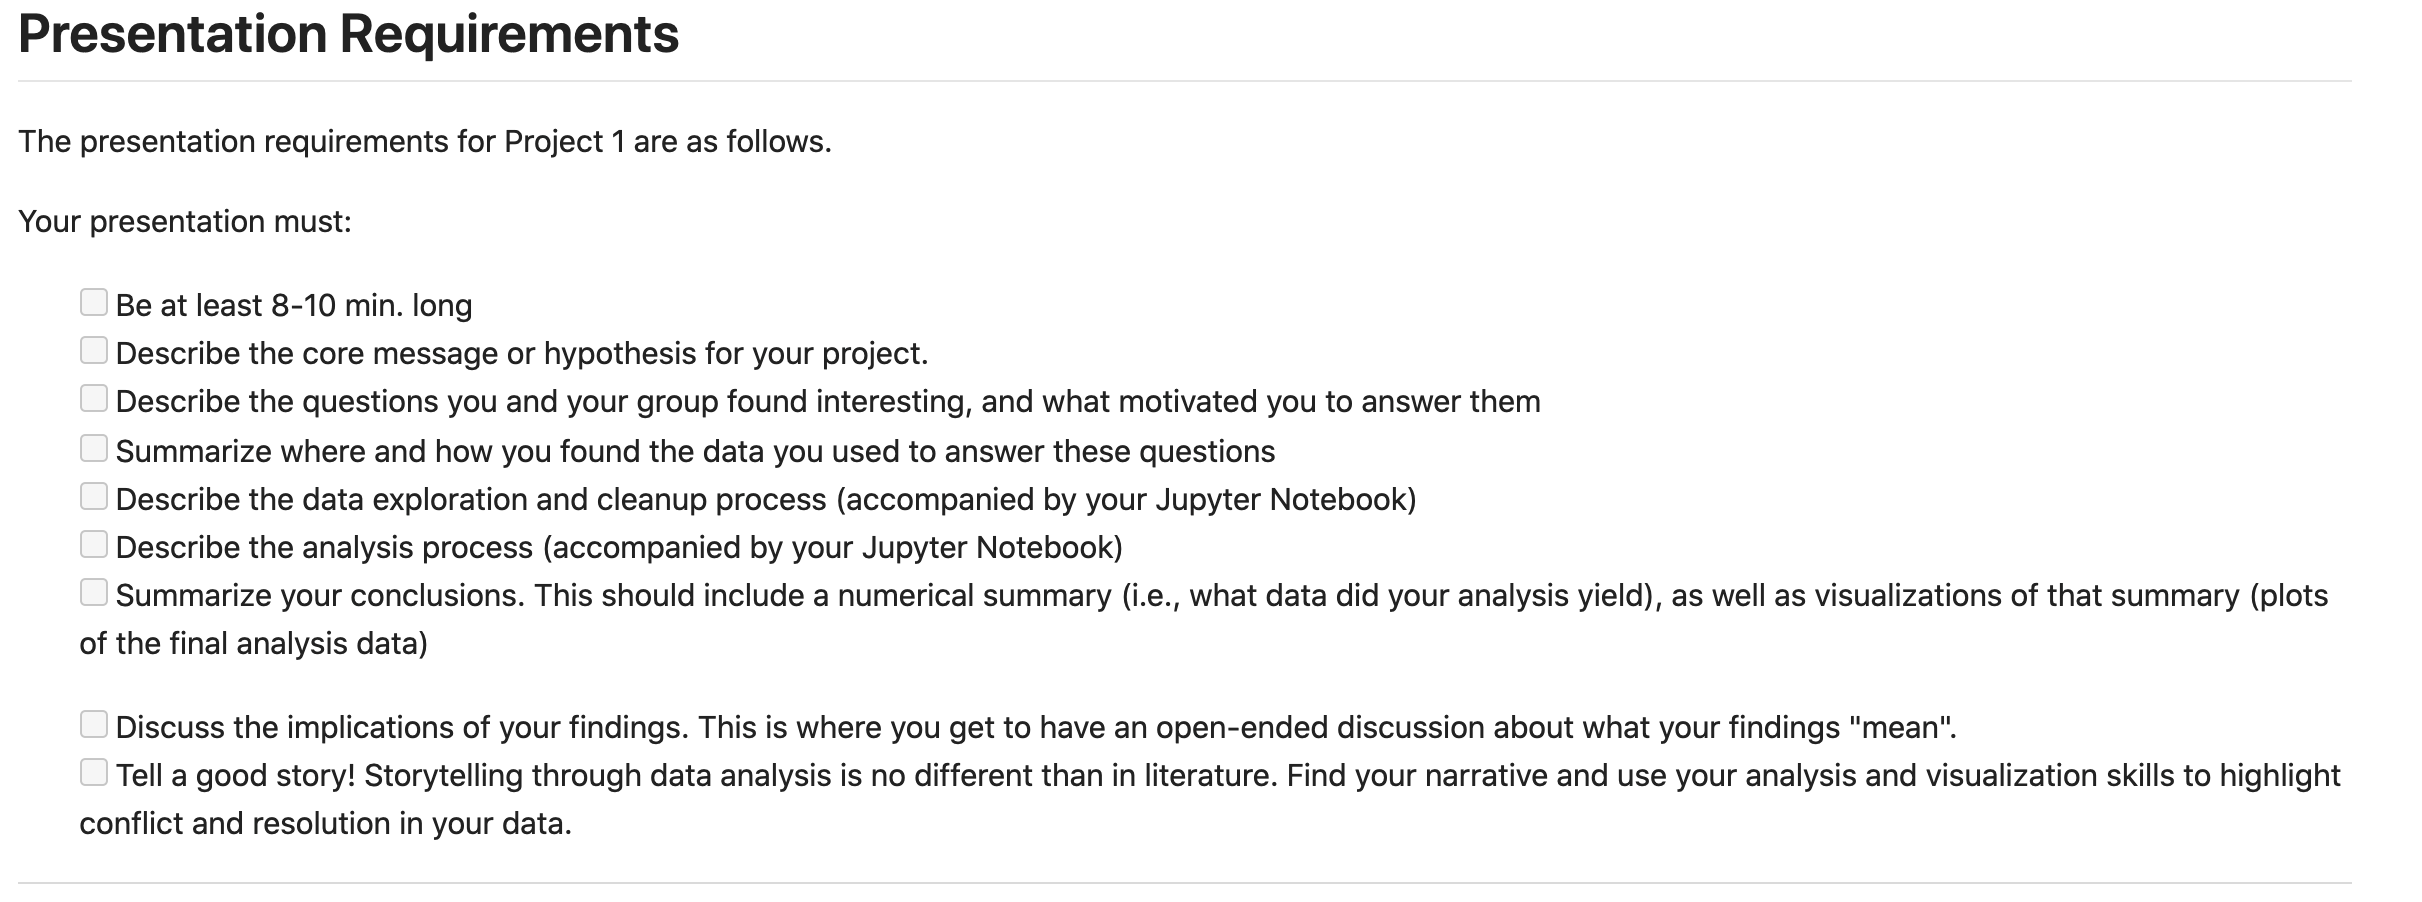 Presentation Requirements
The presentation requirements for Project 1 are as follows.
Your presentation must:
Be at least 8-10 min. long
Describe the core message or hypothesis for your project.
Describe the questions you and your group found interesting, and what motivated you to answer them
Summarize where and how you found the data you used to answer these questions
Describe the data exploration and cleanup process (accompanied by your Jupyter Notebook)
Describe the analysis process (accompanied by your Jupyter Notebook)
Summarize your conclusions. This should include a numerical summary (i.e., what data did your analysis yield), as well as visualizations of that summary (plots
of the final analysis data)
Discuss the implications of your findings. This is where you get to have an open-ended discussion about what your findings "mean".
Tell a good story! Storytelling through data analysis is no different than in literature. Find your narrative and use your analysis and visualization skills to highlight
conflict and resolution in your data.